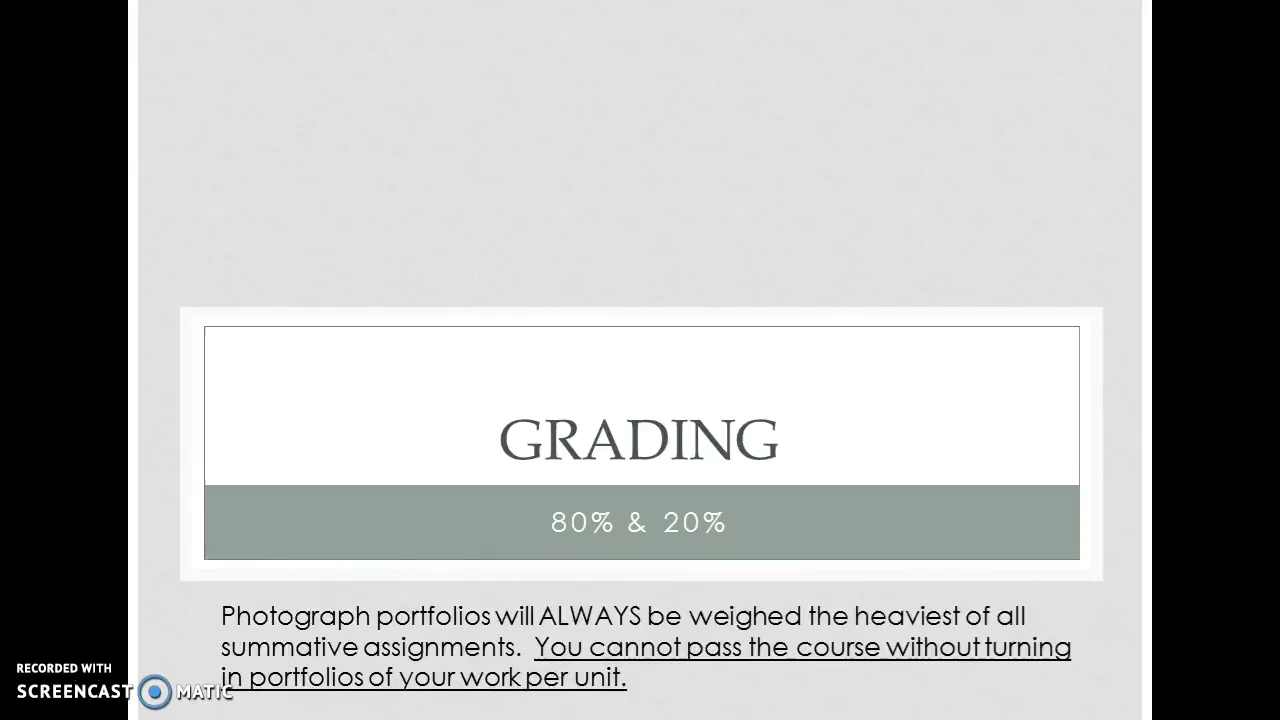 GRADING
80% & 20%
Photograph portfolios will ALWAYS be weighed the heaviest of all
summative assignments. You cannot pass the course without turning
in portfolios of your work per unit.
RECORDED WITH
SCREENCAST MATIC